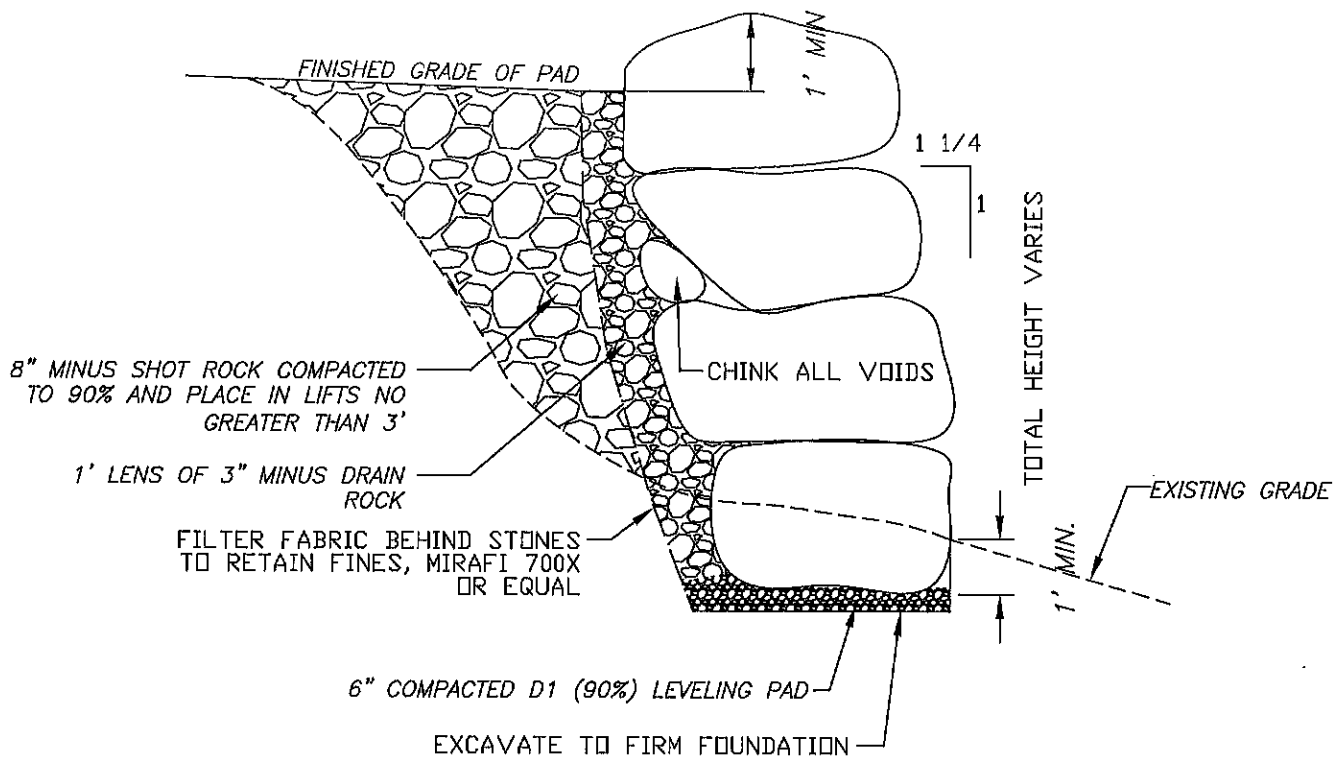 FINISHED GRADE OF PAD
1' MIN
1 1/4
1
TOTAL HEIGHT VARIES
8" MINUS SHOT ROCK COMPACTED
TO 90% AND PLACE IN LIFTS NO
GREATER THAN 3'
CHINK ALL VOIDS
1' LENS OF 3" MINUS DRAIN
ROCK
EXISTING GRADE
FILTER FABRIC BEHIND STONES
TO RETAIN FINES, MIRAFI 700X
OR EQUAL
1' MIN.
6" COMPACTED D1 (90%) LEVELING PAD
EXCAVATE TO FIRM FOUNDATION